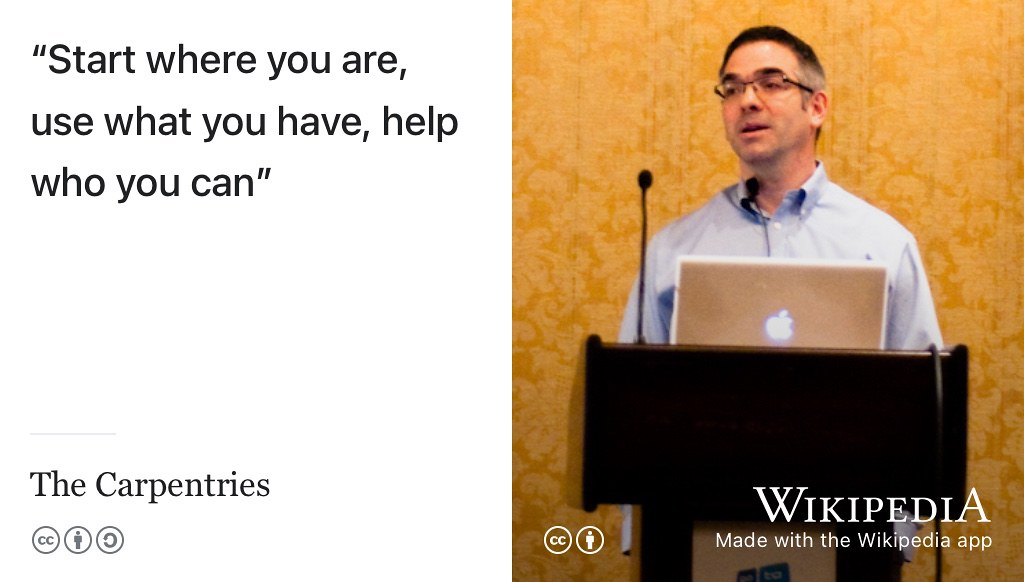 “Start where you are,
use what you have, help
who you can”
The Carpentries
WIKIPEDIA
Made with the Wikipedia app